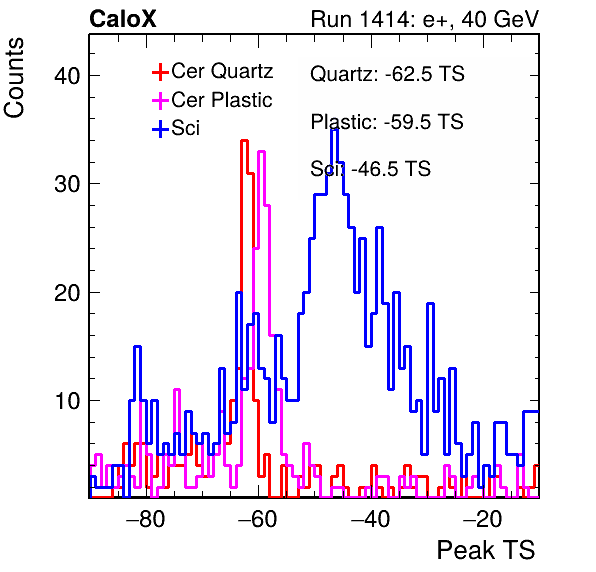 CaloX Run 1414: e+, 40 GeV
Counts
Cer Quartz
Cer Plastic
Sci
Quartz: -62.5 TS
Plastic: -59.5 TS
Sci: -46.5 TS
40
30
20
10
−80 −60 −40 −20
Peak TS